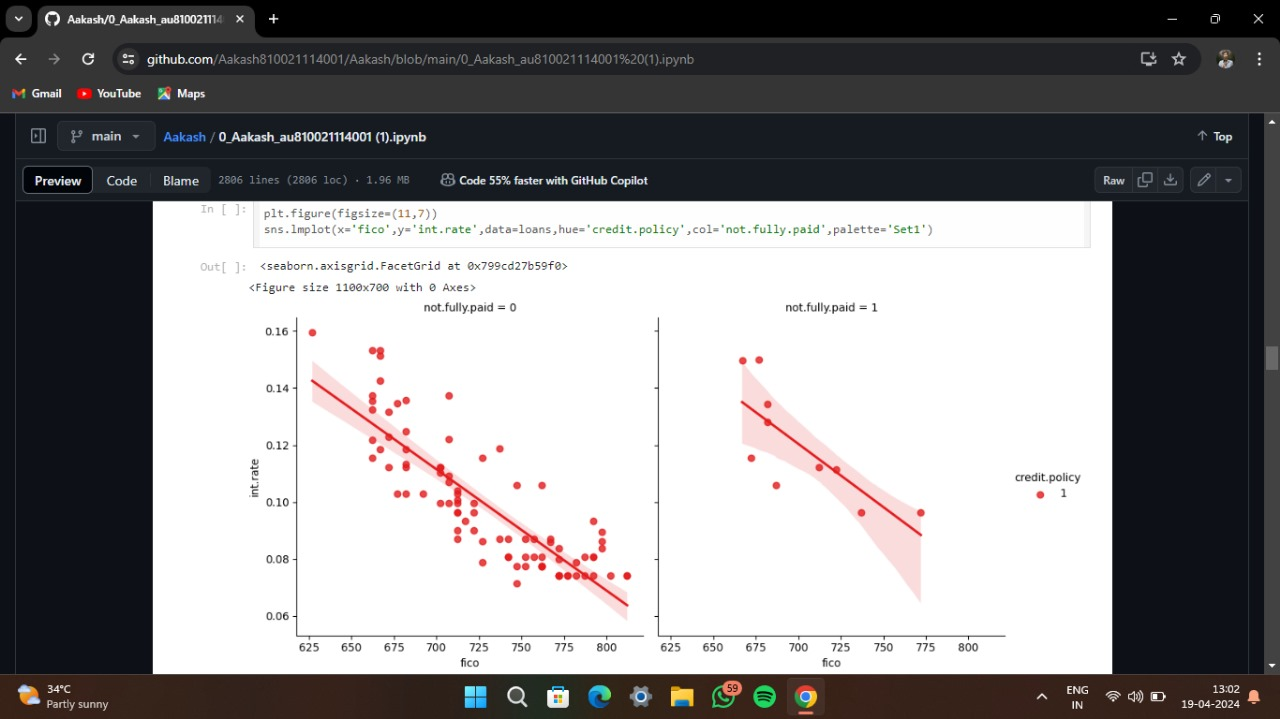 Aakash/0_Aakash_au8100211140
github.com/Aakash810021114001/Aakash/blob/main/0_Aakash_au810021114001%20(1).ipynb
Gmail YouTube Maps
main Aakash / 0_Aakash_au810021114001 (1).ipynb Top
Preview Code Blame 2806 lines (2806 loc) · 1.96 MB Code 55% faster with GitHub Copilot Raw
In [ ]: plt.figure(figsize=(11,7))
sns.lmplot(x='fico',y='int.rate',data=loans,hue='credit.policy',col='not.fully.paid',palette='Set1')
Out[ ]: <seaborn.axisgrid.FacetGrid at 0x799cd27b59f0>
<Figure size 1100x700 with 0 Axes>
not.fully.paid = 0 not.fully.paid = 1
0.16
0.14
0.12
0.10
0.08
0.06
int.rate
credit.policy
1
625 650 675 700 725 750 775 800 625 650 675 700 725 750 775 800
fico fico
34°C
Partly sunny
59
ENG
IN
13:02
19-04-2024